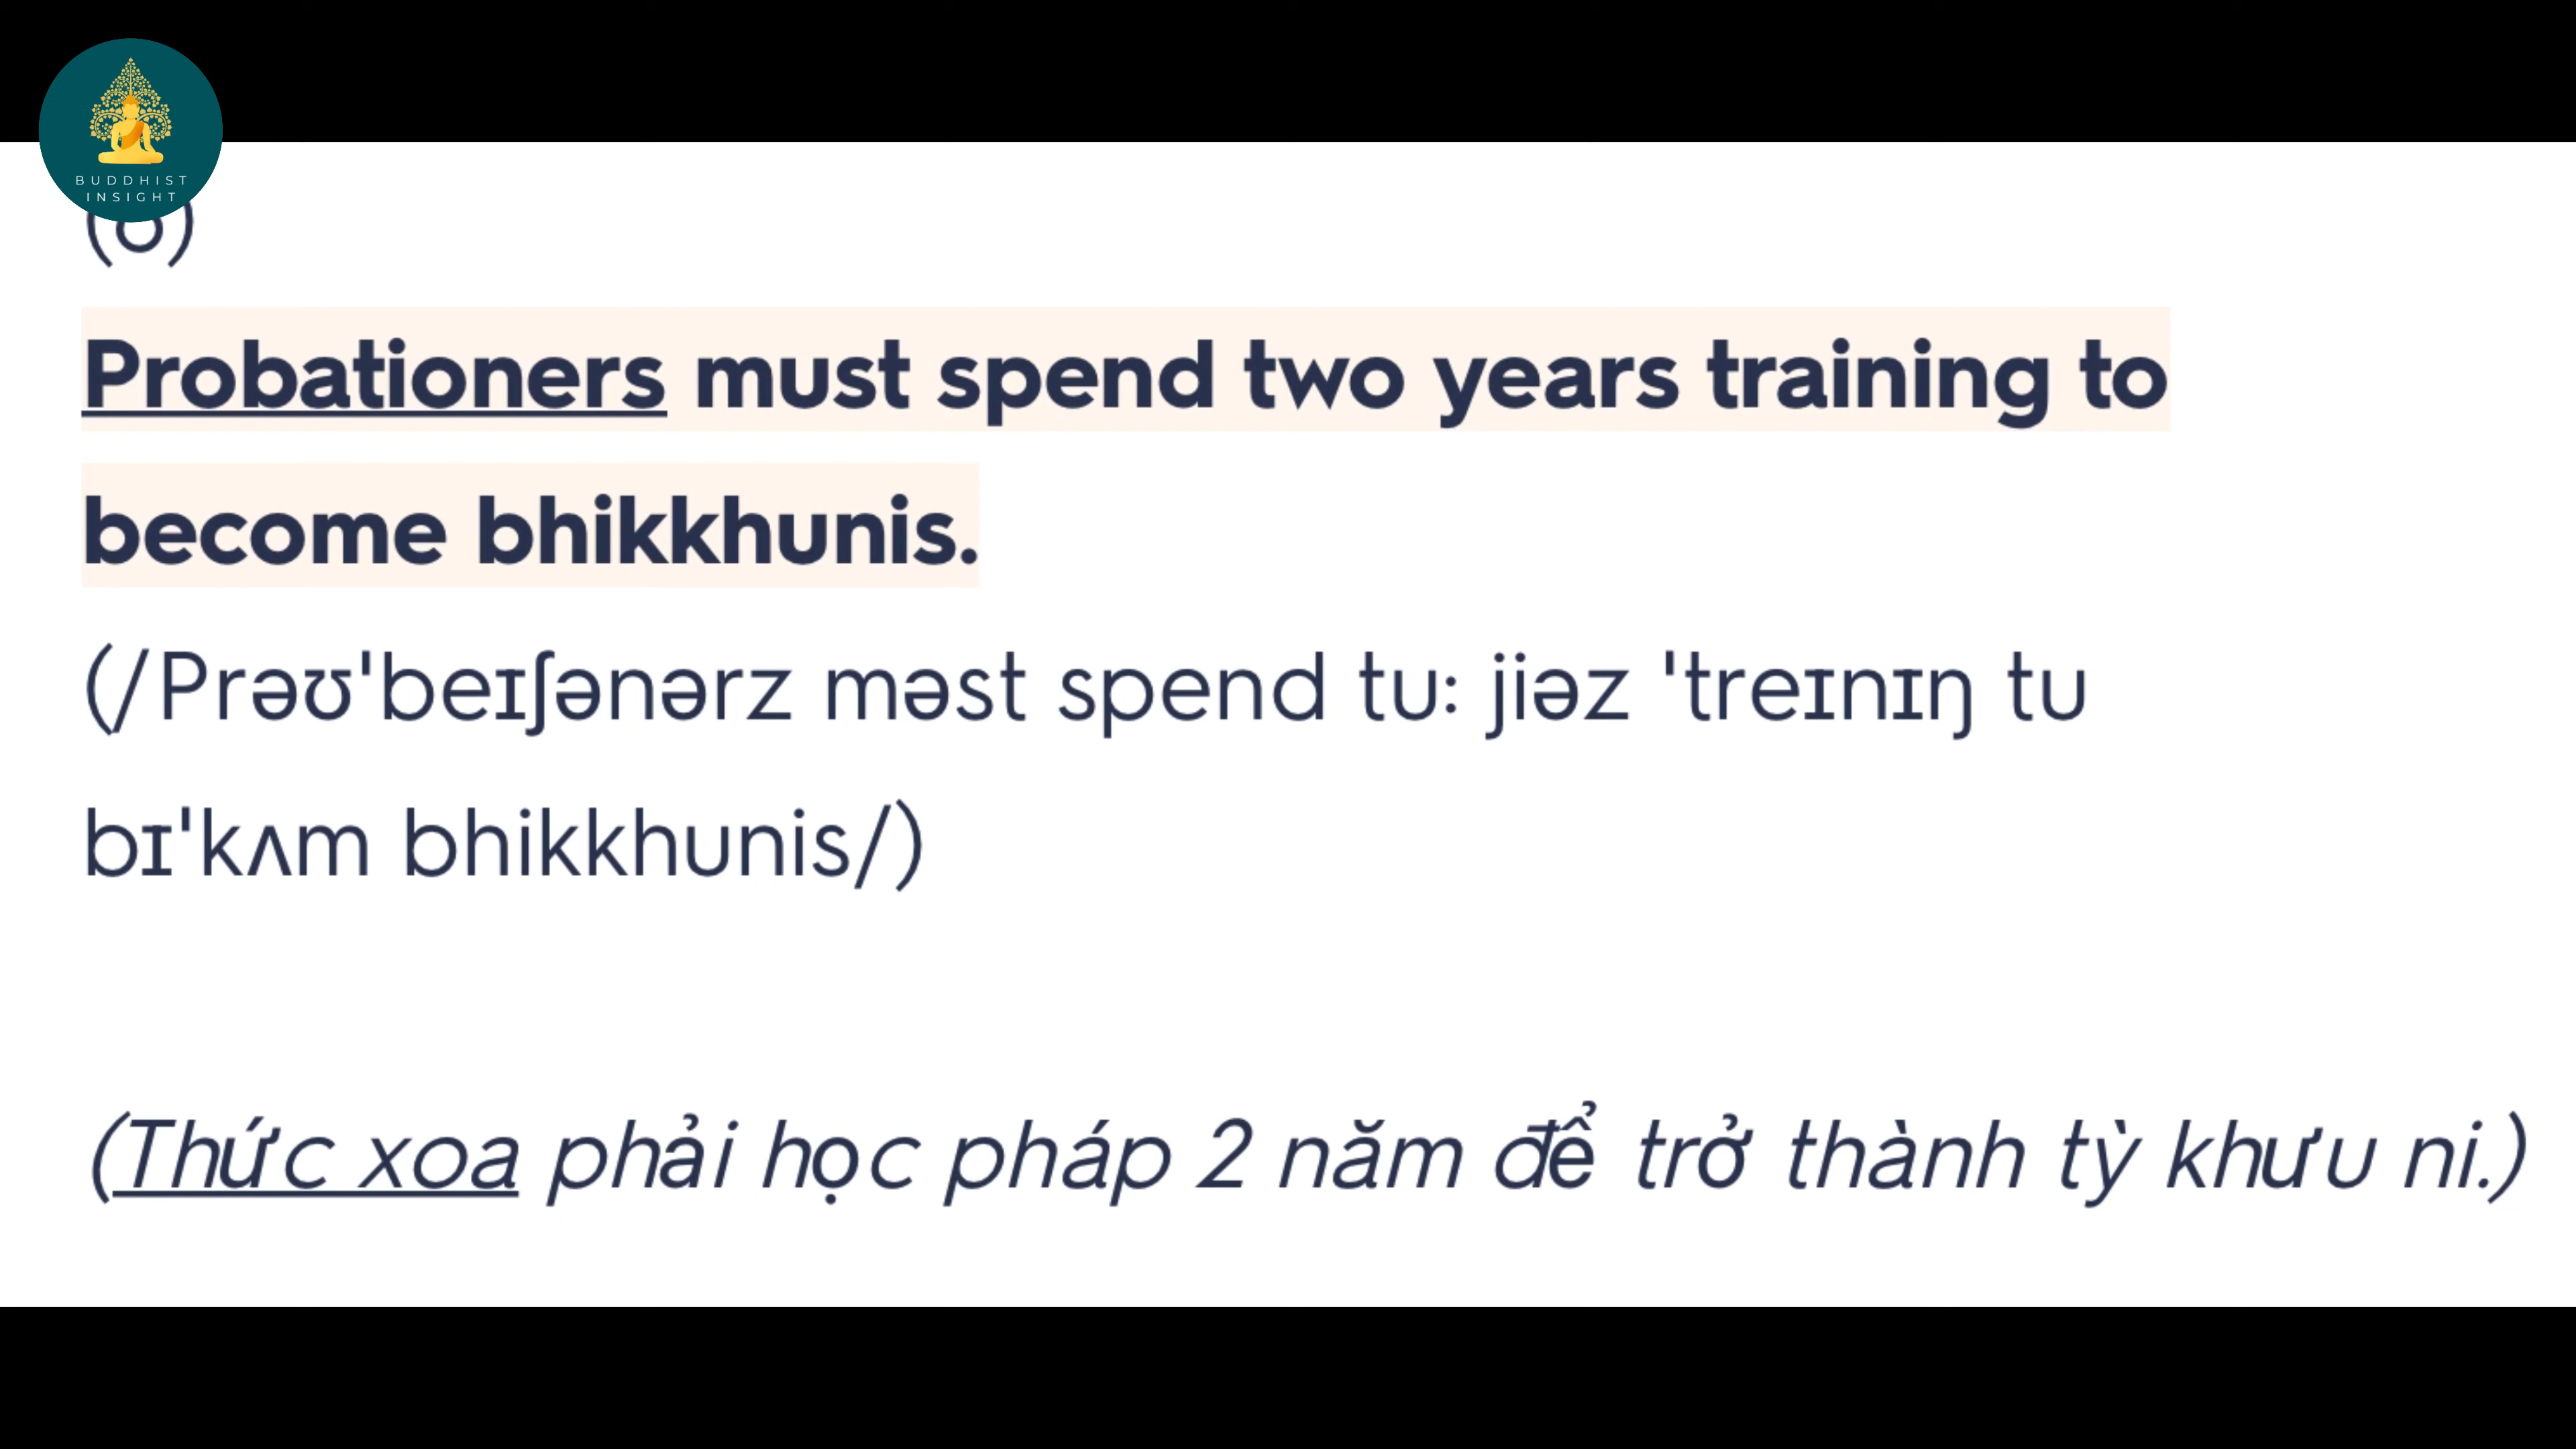 BUDDHIST
INSIGHT
Probationers must spend two years training to
become bhikkhunis.
(/Prəʊ'beɪʃənərz məst spend tu: jiəz 'treɪnɪŋ tu
bɪ'kʌm bhikkhunis/)
(Thức xoa phải học pháp 2 năm để trở thành tỳ khưu ni.)